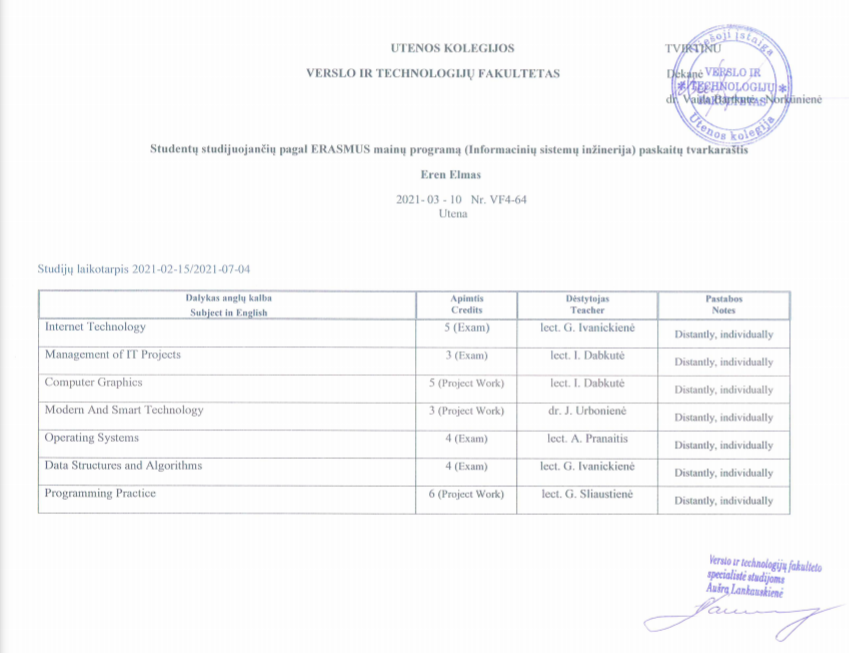 UTENOS KOLEGIJOS
VERSLO IR TECHNOLOGIJŲ FAKULTETAS
TVIRTINU
Dekanė
dr. Vaida Norkūnienė
Viešoji įstaiga
VERSLO IR
TECHNOLOGIJŲ
FAKULTETAS
Utenos kolegija
Studentų studijuojančių pagal ERASMUS mainų programą (Informacinių sistemų inžinerija) paskaitų tvarkaraštis
Eren Elmas
2021- 03 - 10 Nr. VF4-64
Utena
Studijų laikotarpis 2021-02-15/2021-07-04
Dalykas anglų kalba Apimtis Dėstytojas Pastabos
Subject in English Credits Teacher Notes
Internet Technology 5 (Exam) lect. G. Ivanickienė Distantly, individually
Management of IT Projects 3 (Exam) lect. I. Dabkutė Distantly, individually
Computer Graphics 5 (Project Work) lect. I. Dabkutė Distantly, individually
Modern And Smart Technology 3 (Project Work) dr. J. Urbonienė Distantly, individually
Operating Systems 4 (Exam) lect. A. Pranaitis Distantly, individually
Data Structures and Algorithms 4 (Exam) lect. G. Ivanickienė Distantly, individually
Programming Practice 6 (Project Work) lect. G. Sliaustienė Distantly, individually
Verslo ir technologijų fakulteto
specialistė studijoms
Aušra Lankauskienė